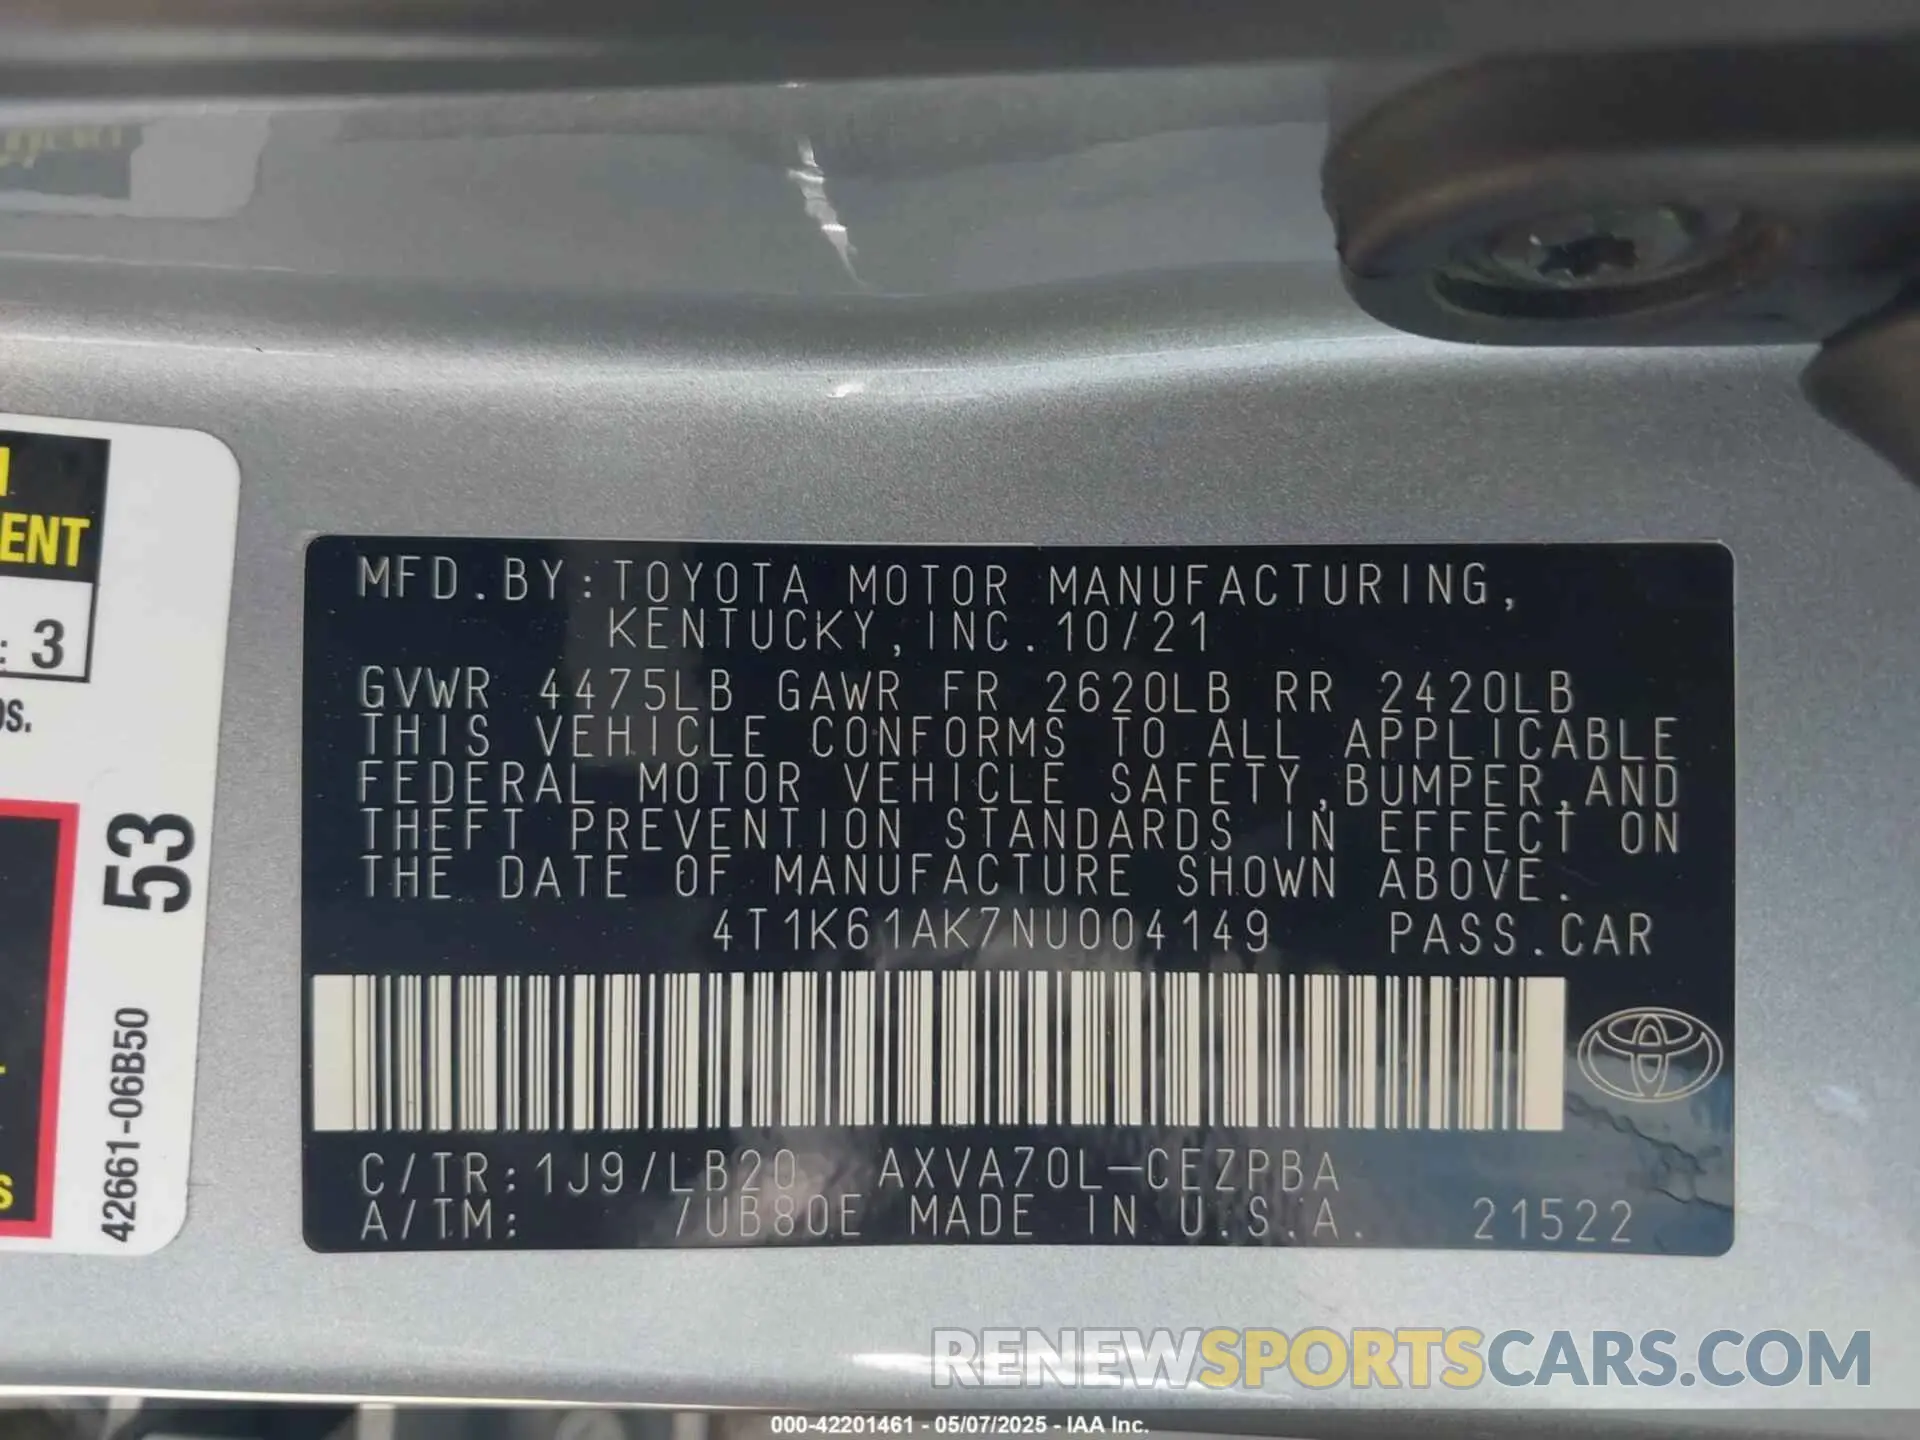 ENT
: 3
OS.
53
42661-06B50
S
MFD.BY:TOYOTA MOTOR MANUFACTURING,
KENTUCKY,INC.10/21
GVWR 4475LB GAWR FR 2620LB RR 2420LB
THIS VEHICLE CONFORMS TO ALL APPLICABLE
FEDERAL MOTOR VEHICLE SAFETY,BUMPER,AND
THEFT PREVENTION STANDARDS IN EFFECT ON
THE DATE OF MANUFACTURE SHOWN ABOVE.
4T1K61AK7NU004149 PASS.CAR
C/TR:1J9/LB20 AXVA70L-CEZPBA
A/TM: /UB80E MADE IN U.S.A. 21522
RENEWSPORTSCARS.COM
000-42201461 - 05/07/2025 - IAA Inc.